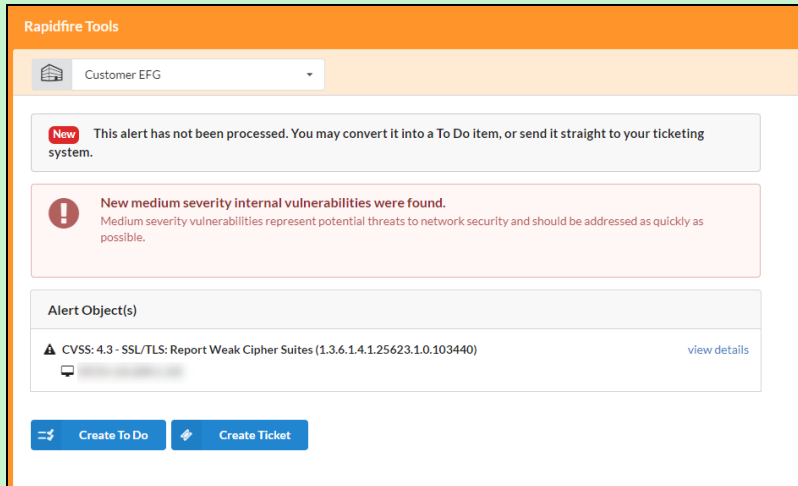 Rapidfire Tools
Customer EFG
New This alert has not been processed. You may convert it into a To Do item, or send it straight to your ticketing
system.
New medium severity internal vulnerabilities were found.
Medium severity vulnerabilities represent potential threats to network security and should be addressed as quickly as
possible.
Alert Object(s)
CVSS: 4.3 - SSL/TLS: Report Weak Cipher Suites (1.3.6.1.4.1.25623.1.0.103440) view details
Create To Do Create Ticket